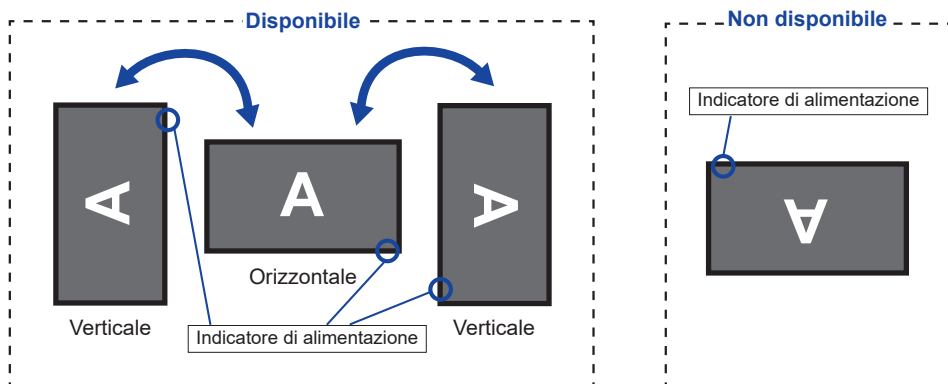 Disponibile
Non disponibile
Indicatore di alimentazione
A
A
A
A
Orizzontale
Verticale
Indicatore di alimentazione
Verticale